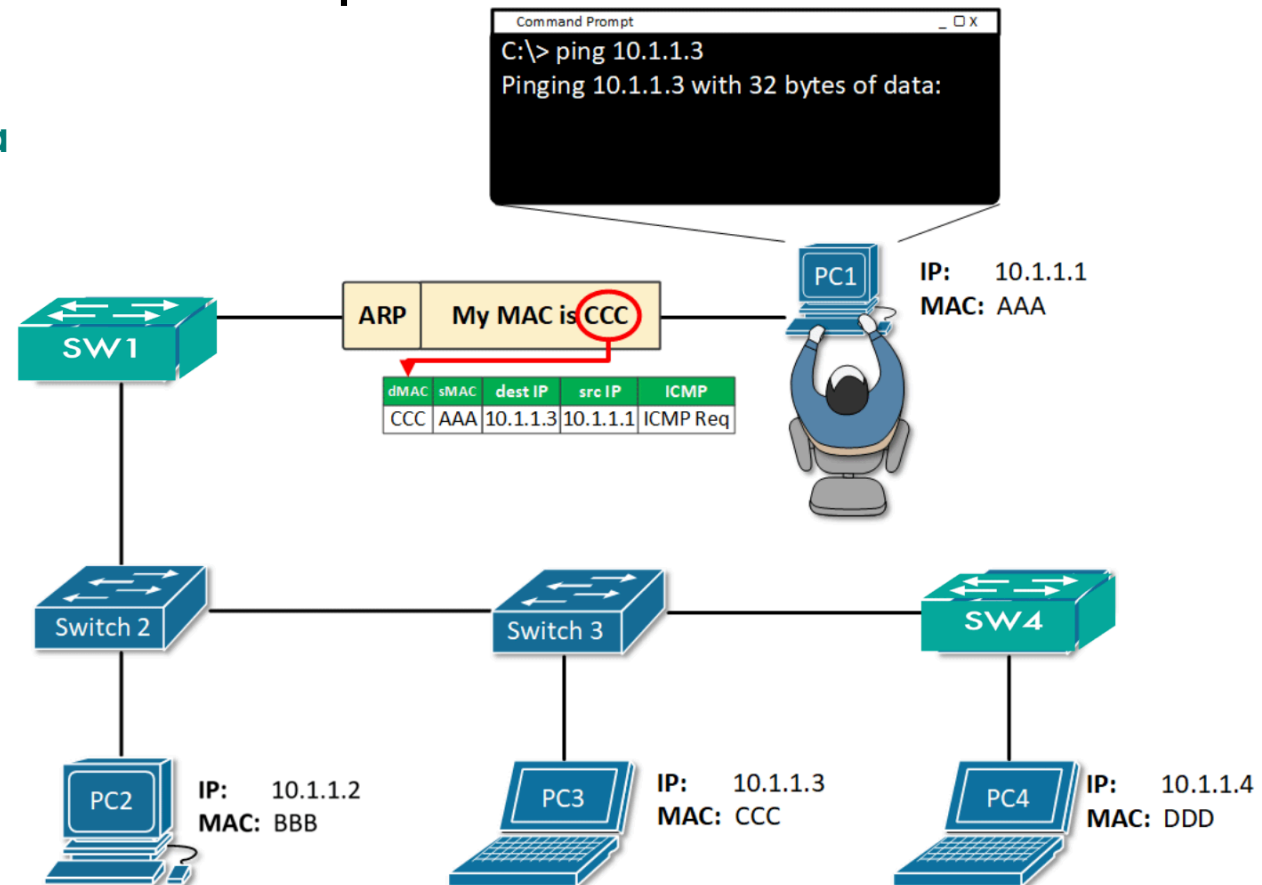 Command Prompt
C:\> ping 10.1.1.3
Pinging 10.1.1.3 with 32 bytes of data:
PC1
IP: 10.1.1.1
MAC: AAA
ARP My MAC is CCC
SW1
dMAC sMAC dest IP src IP ICMP
CCC AAA 10.1.1.3 10.1.1.1 ICMP Req
Switch 2
Switch 3
SW4
PC2
IP: 10.1.1.2
MAC: BBB
PC3
IP: 10.1.1.3
MAC: CCC
PC4
IP: 10.1.1.4
MAC: DDD